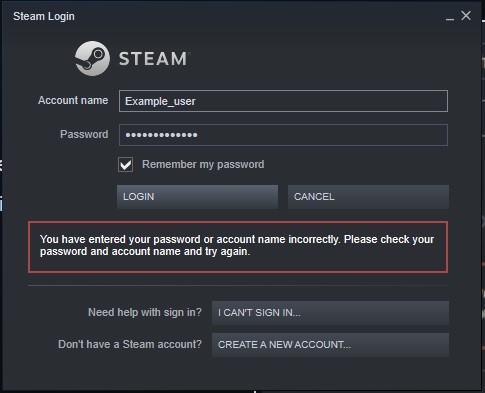 Steam Login
STEAM
Account name Example_user
Password
Remember my password
LOGIN CANCEL
You have entered your password or account name incorrectly. Please check your
password and account name and try again.
Need help with sign in? I CAN'T SIGN IN...
Don't have a Steam account? CREATE A NEW ACCOUNT...